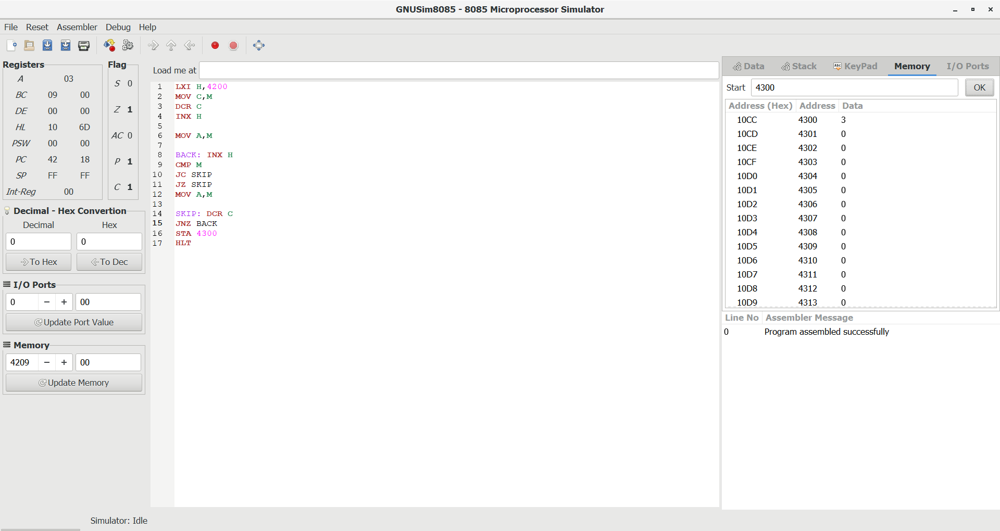 GNUSim8085 - 8085 Microprocessor Simulator
File Reset Assembler Debug Help
Registers
A 03
BC 09 00
DE 00 00
HL 10 6D
PSW 00 00
PC 42 18
SP FF FF
Int-Reg 00
Flag
S 0
Z 1
AC 0
P 1
C 1
Decimal - Hex Convertion
Decimal Hex
0 0
To Hex To Dec
I/O Ports
0 − + 00
Update Port Value
Memory
4209 − + 00
Update Memory
Load me at
1 LXI H,4200
2 MOV C,M
3 DCR C
4 INX H
5
6 MOV A,M
7
8 BACK: INX H
9 CMP M
10 JC SKIP
11 JZ SKIP
12 MOV A,M
13
14 SKIP: DCR C
15 JNZ BACK
16 STA 4300
17 HLT
Data Stack Abc KeyPad Memory I/O Ports
Start 4300 OK
Address (Hex) Address Data
10CC 4300 3
10CD 4301 0
10CE 4302 0
10CF 4303 0
10D0 4304 0
10D1 4305 0
10D2 4306 0
10D3 4307 0
10D4 4308 0
10D5 4309 0
10D6 4310 0
10D7 4311 0
10D8 4312 0
10D9 4313 0
Line No Assembler Message
0 Program assembled successfully
Simulator: Idle